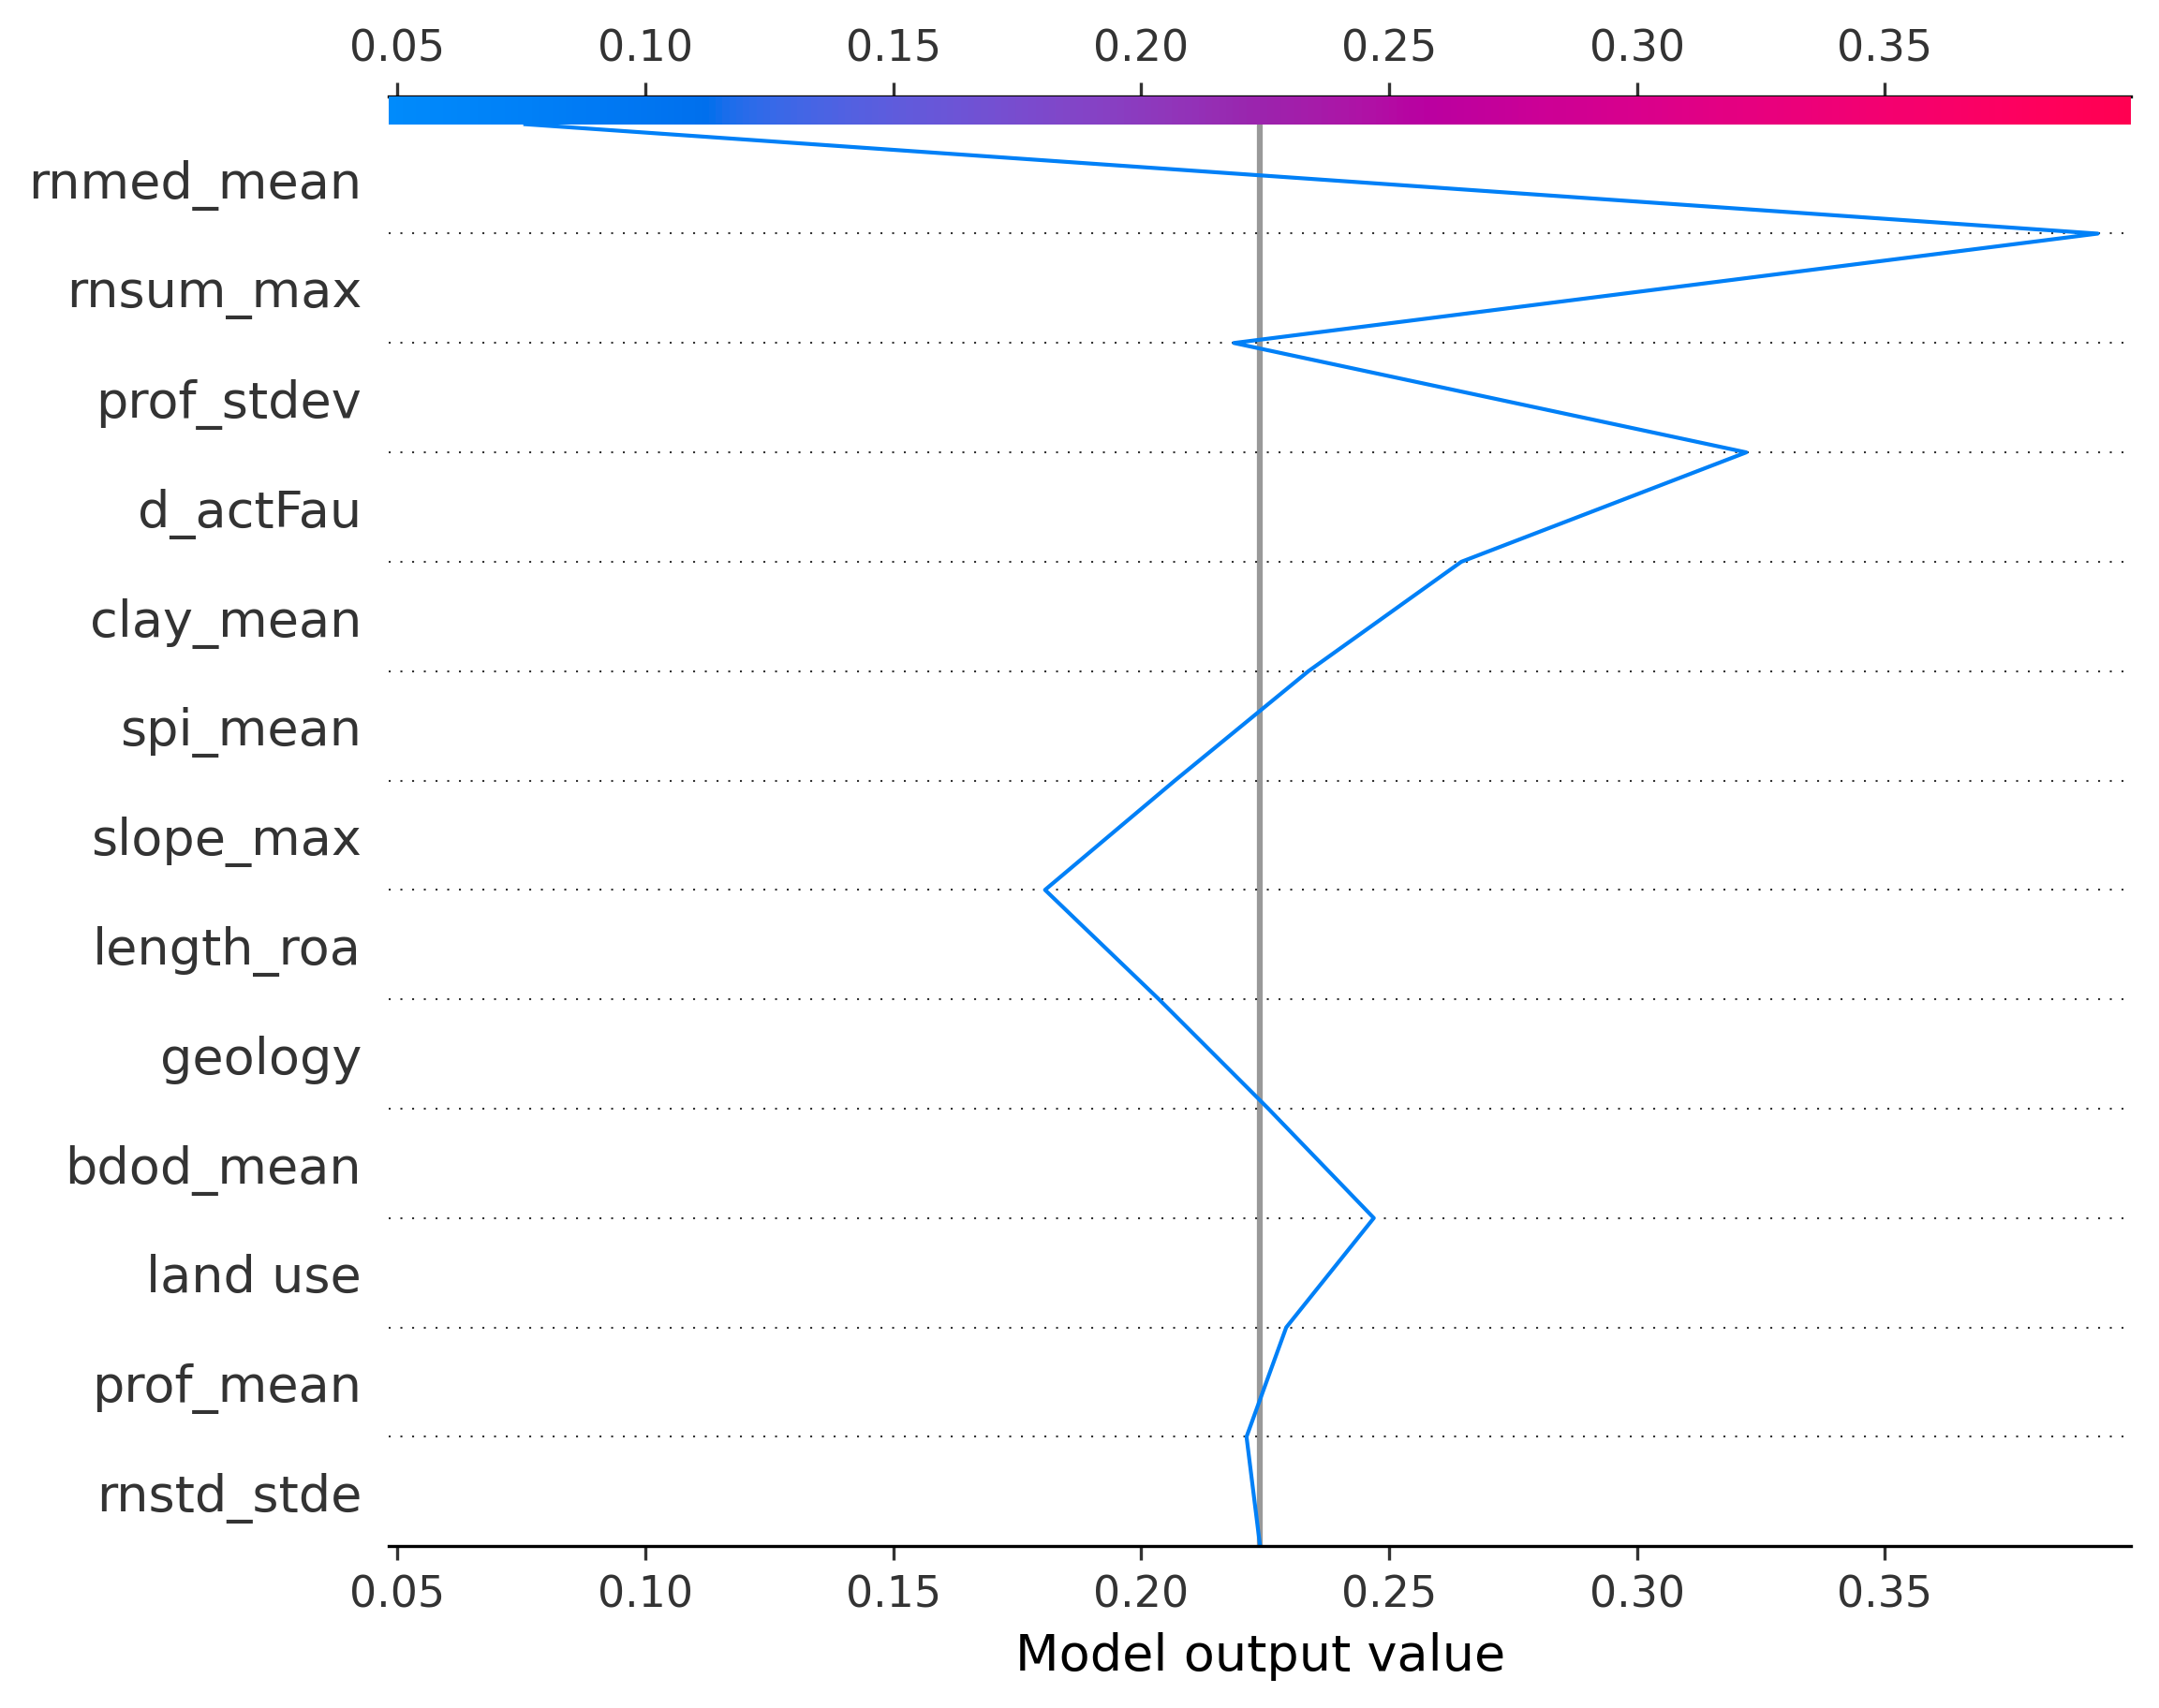 0.05 0.10 0.15 0.20 0.25 0.30 0.35
rnmed_mean
rnsum_max
prof_stdev
d_actFau
clay_mean
spi_mean
slope_max
length_roa
geology
bdod_mean
land use
prof_mean
rnstd_stde
0.05 0.10 0.15 0.20 0.25 0.30 0.35
Model output value